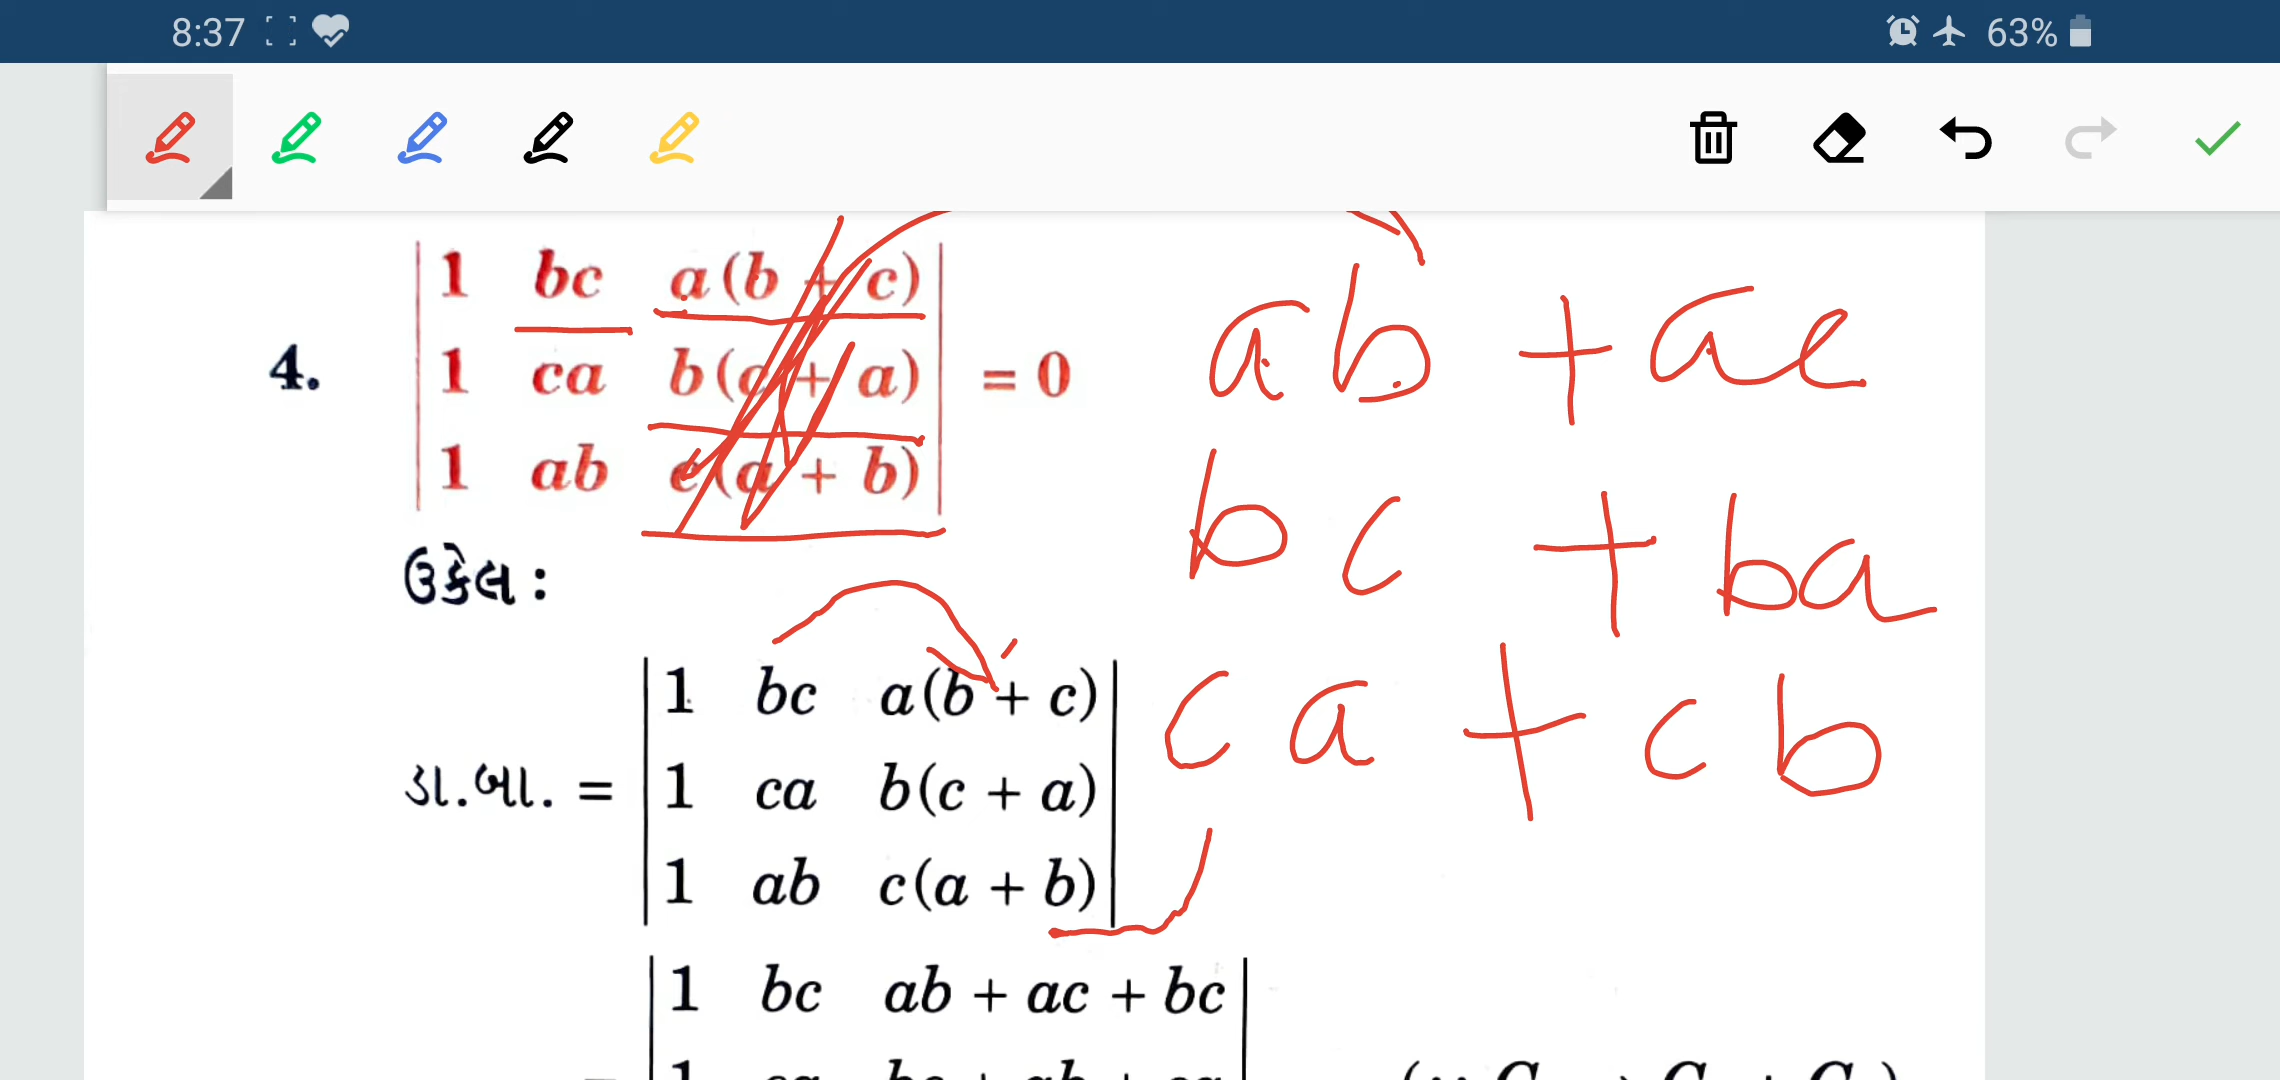 8:37 63%
1 bc a(b + c) ab + ac
4. 1 ca b(c + a) = 0
1 ab c(a + b) bc + ba
ઉકેલ :
1 bc a(b + c) ca + cb
ડા.બા. = 1 ca b(c + a)
1 ab c(a + b)
1 bc ab + ac + bc